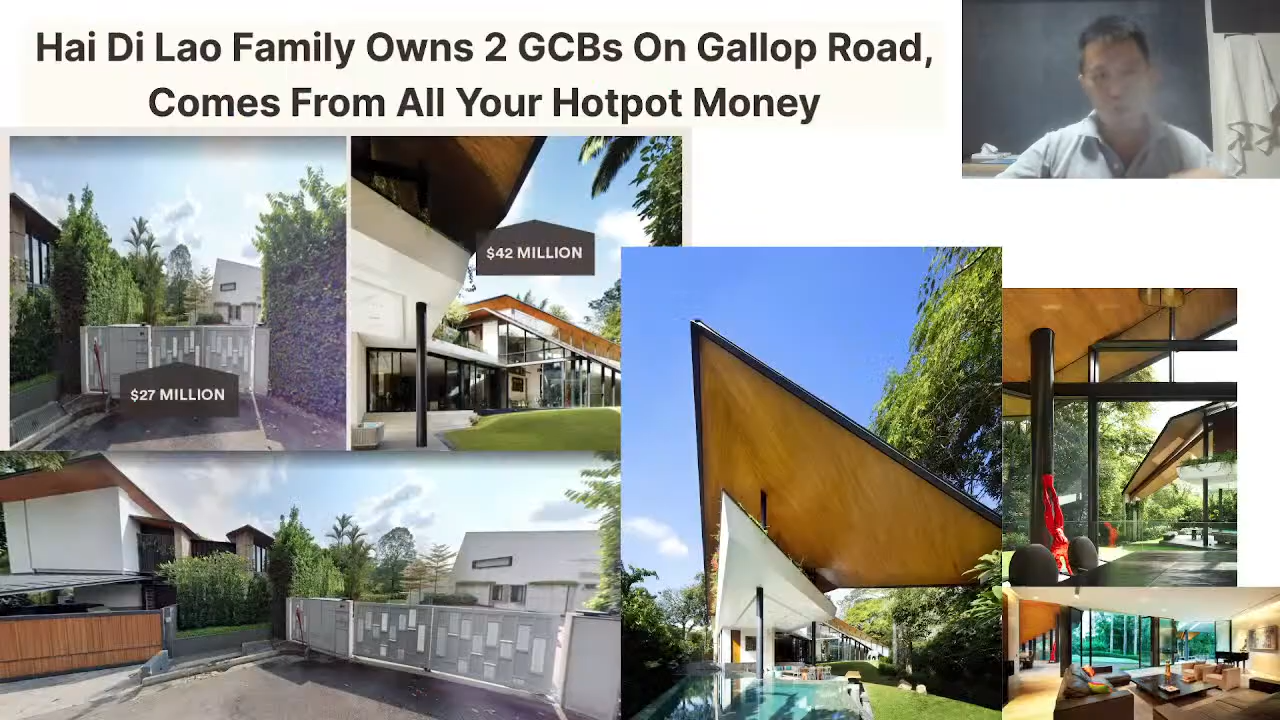 Hai Di Lao Family Owns 2 GCBs On Gallop Road,
Comes From All Your Hotpot Money
$42 MILLION
$27 MILLION